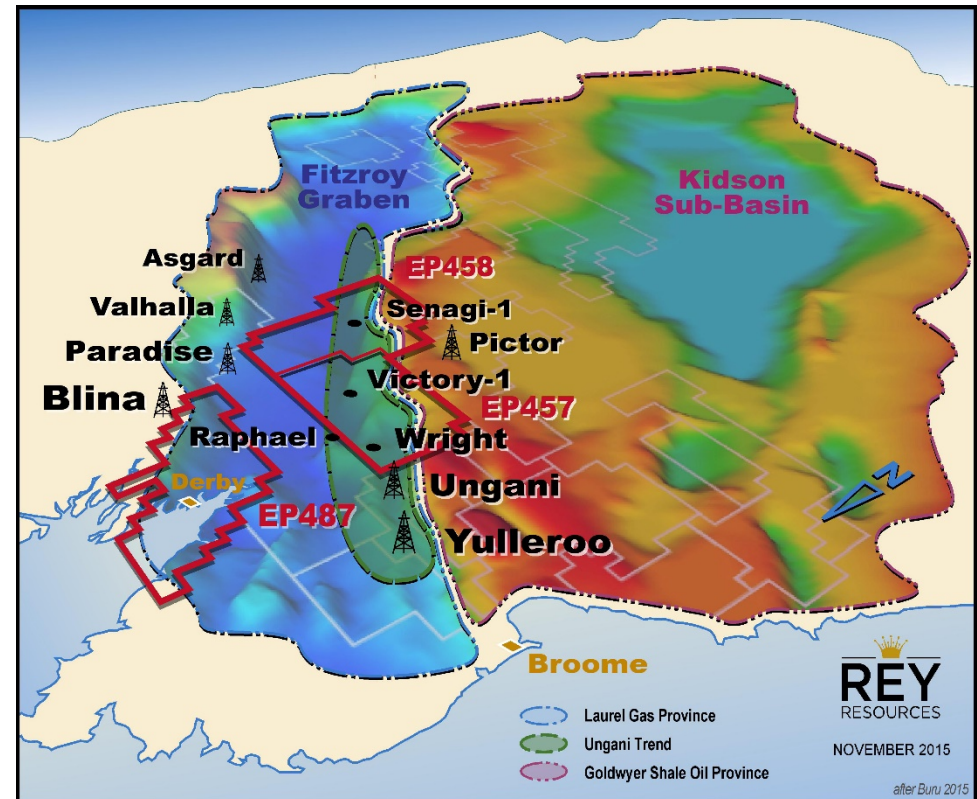 Fitzroy
Graben
Kidson
Sub-Basin
Asgard
EP458
Valhalla
Senagi-1
Paradise
Pictor
Blina
Victory-1
EP457
Raphael
Wright
Derby
Ungani
EP487
Yulleroo
N
Broome
Laurel Gas Province
Ungani Trend
Goldwyer Shale Oil Province
REY
RESOURCES
NOVEMBER 2015
after Buru 2015